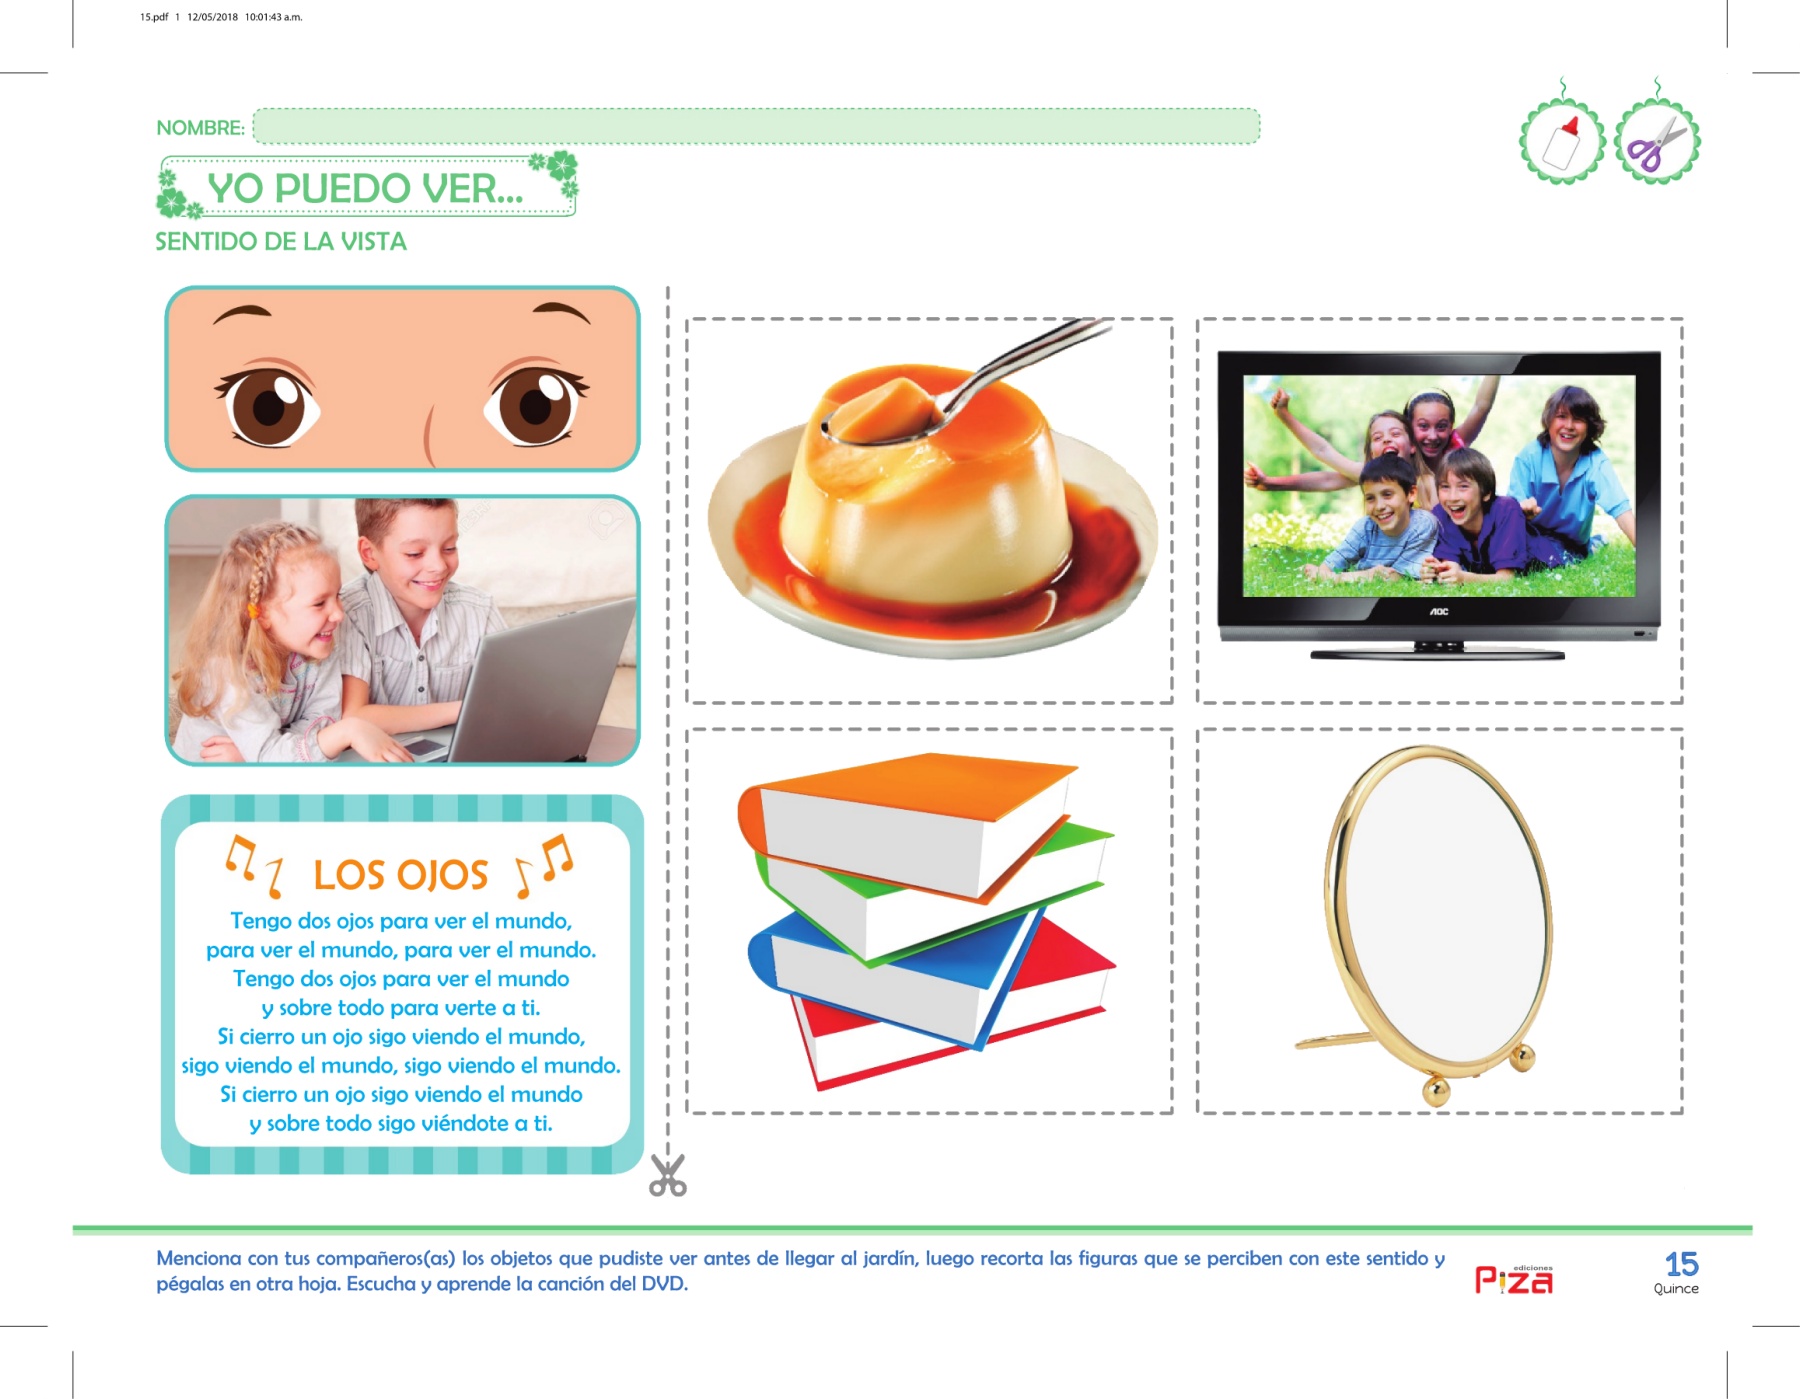 15.pdf 1 12/05/2018 10:01:43 a.m.
NOMBRE:
YO PUEDO VER...
SENTIDO DE LA VISTA
AOC
LOS OJOS
Tengo dos ojos para ver el mundo,
para ver el mundo, para ver el mundo.
Tengo dos ojos para ver el mundo
y sobre todo para verte a ti.
Si cierro un ojo sigo viendo el mundo,
sigo viendo el mundo, sigo viendo el mundo.
Si cierro un ojo sigo viendo el mundo
y sobre todo sigo viéndote a ti.
Menciona con tus compañeros(as) los objetos que pudiste ver antes de llegar al jardín, luego recorta las figuras que se perciben con este sentido y
pégalas en otra hoja. Escucha y aprende la canción del DVD.
ediciones
Piza
15
Quince